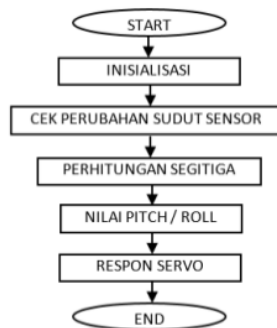 START
INISIALISASI
CEK PERUBAHAN SUDUT SENSOR
PERHITUNGAN SEGITIGA
NILAI PITCH / ROLL
RESPON SERVO
END